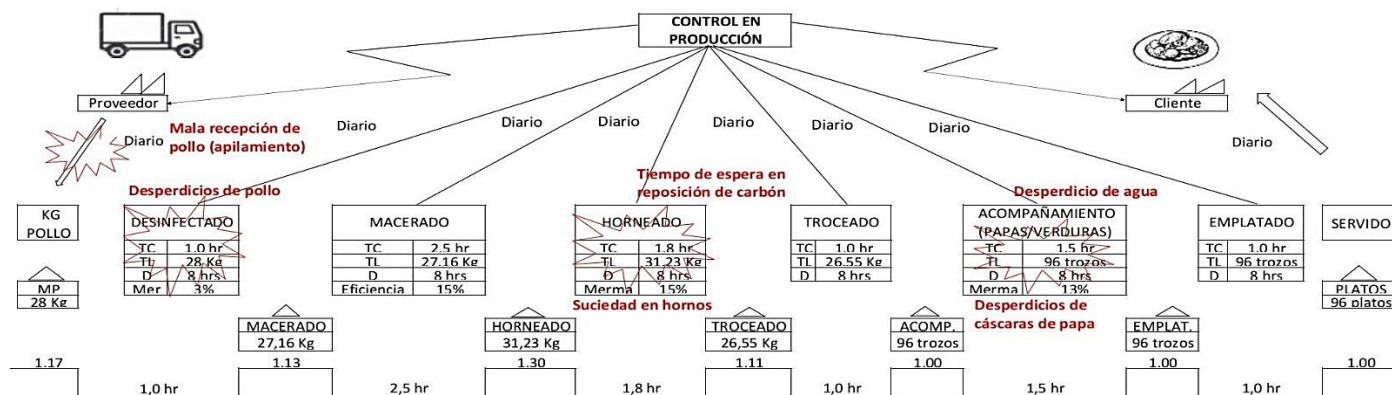 CONTROL EN
PRODUCCIÓN
Proveedor
Cliente
Mala recepción de
pollo (apilamiento)
Diario
Diario
Diario
Diario
Diario
Diario
Diario
Diario
Desperdicios de pollo
Tiempo de espera en
reposición de carbón
Desperdicio de agua
KG
POLLO
MP
28 Kg
DESINFECTADO
TC 1.0 hr
TL 28 Kg
D 8 hrs
Mer 3%
MACERADO
TC 2.5 hr
TL 27.16 Kg
D 8 hrs
Eficiencia 15%
HORNEADO
TC 1.8 hr
TL 31,23 Kg
D 8 hrs
Merma 15%
Suciedad en hornos
TROCEADO
TC 1.0 hr
TL 26.55 Kg
D 8 hrs
ACOMPAÑAMIENTO
(PAPAS/VERDURAS)
TC 1.5 hr
TL 96 trozos
D 8 hrs
Merma 13%
Desperdicios de
cáscaras de papa
EMPLATADO
TC 1.0 hr
TL 96 trozos
D 8 hrs
SERVIDO
PLATOS
96 platos
MACERADO
27,16 Kg
HORNEADO
31,23 Kg
TROCEADO
26,55 Kg
ACOMP.
96 trozos
EMPLAT.
96 trozos
1.17 1.13 1.30 1.11 1.00 1.00 1.00
1,0 hr 2,5 hr 1,8 hr 1,0 hr 1,5 hr 1,0 hr